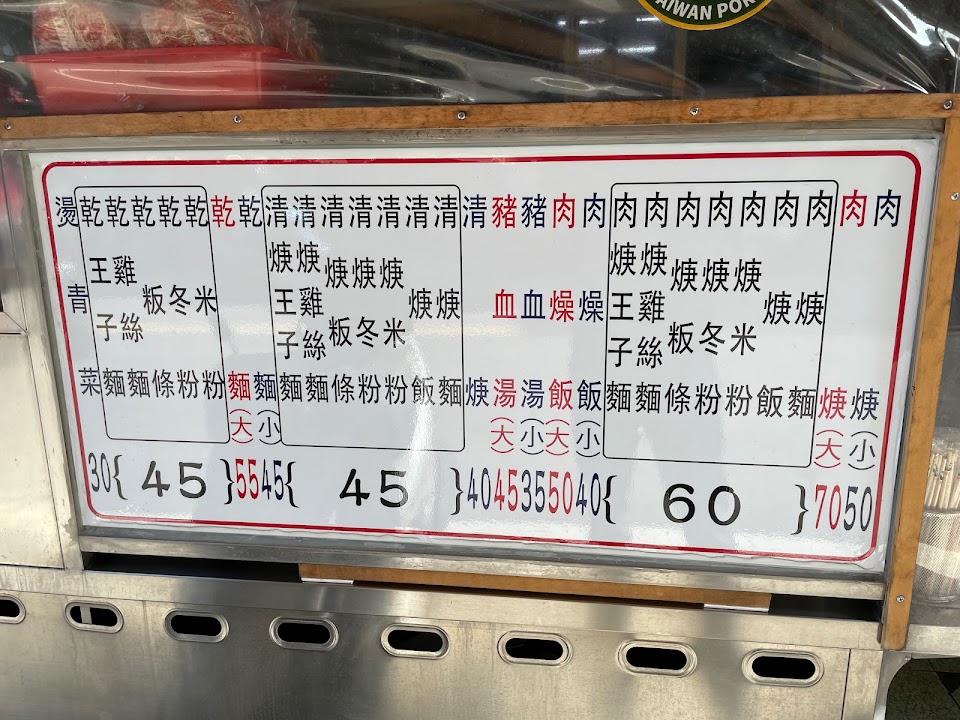 TAIWAN POR
肉焿(小) 50
肉焿(大) 70
肉焿麵
肉焿飯
肉焿米粉
肉焿冬粉
肉焿粄條
肉焿雞絲麵
肉焿王子麵
{ 60 }
肉燥飯(小) 40
肉燥飯(大) 50
豬血湯(小) 35
豬血湯(大) 45
清焿 40
清焿麵
清焿飯
清焿米粉
清焿冬粉
清焿粄條
清焿雞絲麵
清焿王子麵
{ 45 }
乾麵(小) 45
乾麵(大) 55
乾米粉
乾冬粉
乾粄條
乾雞絲麵
乾王子麵
{ 45 }
燙青菜 30